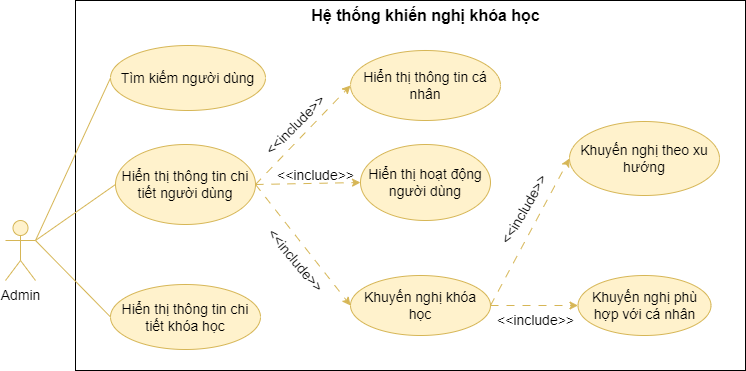 Hệ thống khiến nghị khóa học
Tìm kiếm người dùng
Hiển thị thông tin cá
nhân
<<include>>
Hiển thị thông tin chi
tiết người dùng
<<include>>
Hiển thị hoạt động
người dùng
Khuyến nghị theo xu
hướng
<<include>>
<<include>>
Admin
Hiển thị thông tin chi
tiết khóa học
Khuyến nghị khóa
học
<<include>>
Khuyến nghị phù
hợp với cá nhân